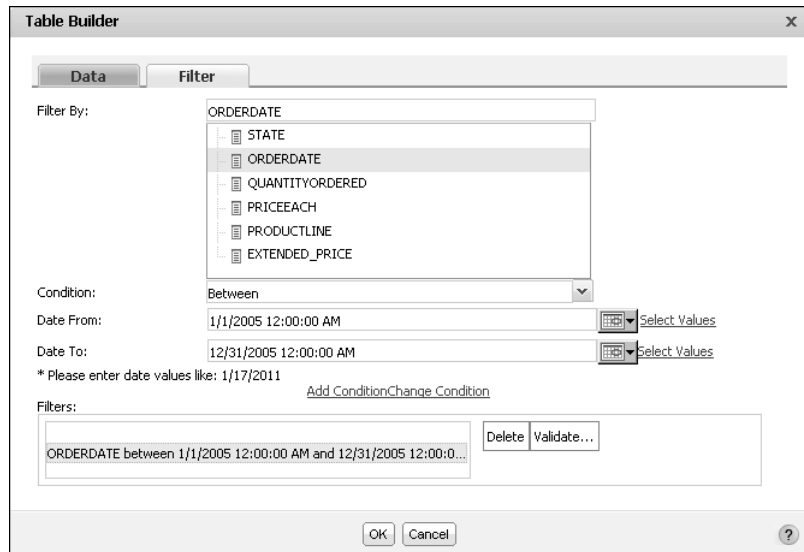 Table Builder x
Data Filter
Filter By: ORDERDATE
STATE
ORDERDATE
QUANTITYORDERED
PRICEEACH
PRODUCTLINE
EXTENDED_PRICE
Condition: Between
Date From: 1/1/2005 12:00:00 AM Select Values
Date To: 12/31/2005 12:00:00 AM Select Values
* Please enter date values like: 1/17/2011
Add ConditionChange Condition
Filters:
ORDERDATE between 1/1/2005 12:00:00 AM and 12/31/2005 12:00:0... Delete Validate...
OK Cancel ?